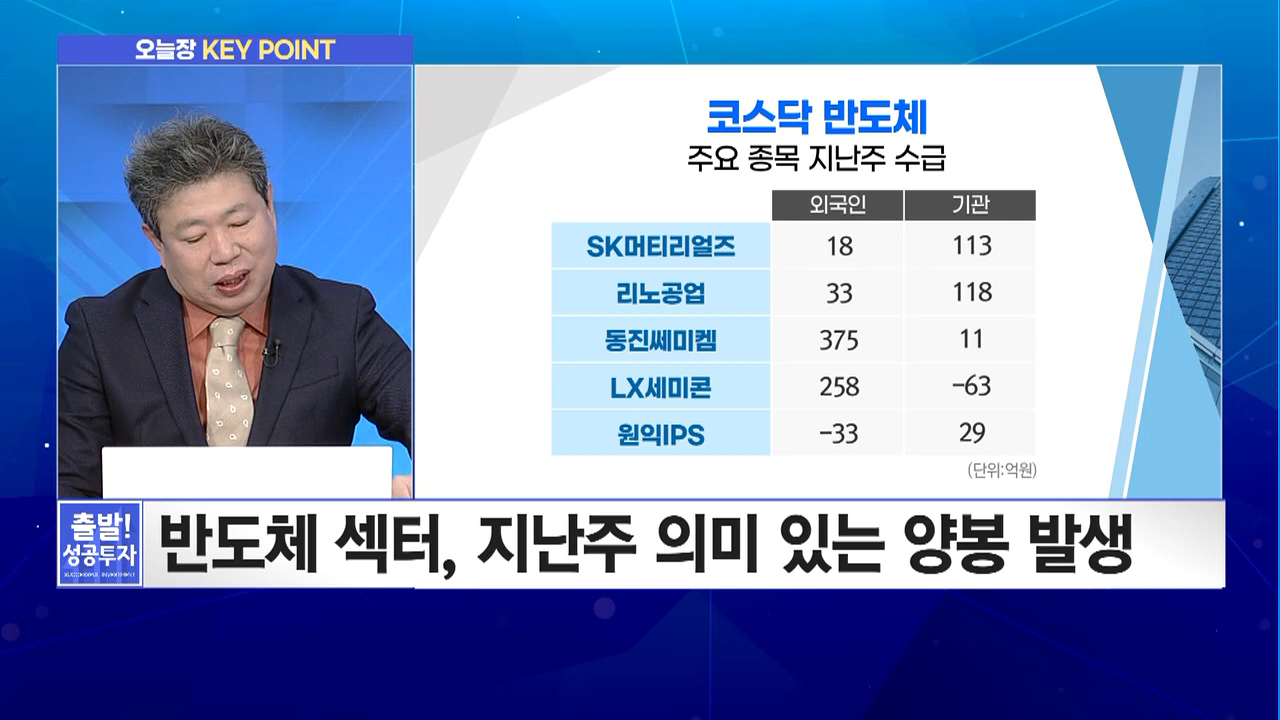 오늘장 KEY POINT
코스닥 반도체
주요 종목 지난주 수급
외국인 기관
SK머티리얼즈 18 113
리노공업 33 118
동진쎄미켐 375 11
LX세미콘 258 -63
원익IPS -33 29
(단위:억원)
출발!
성공투자
반도체 섹터, 지난주 의미 있는 양봉 발생